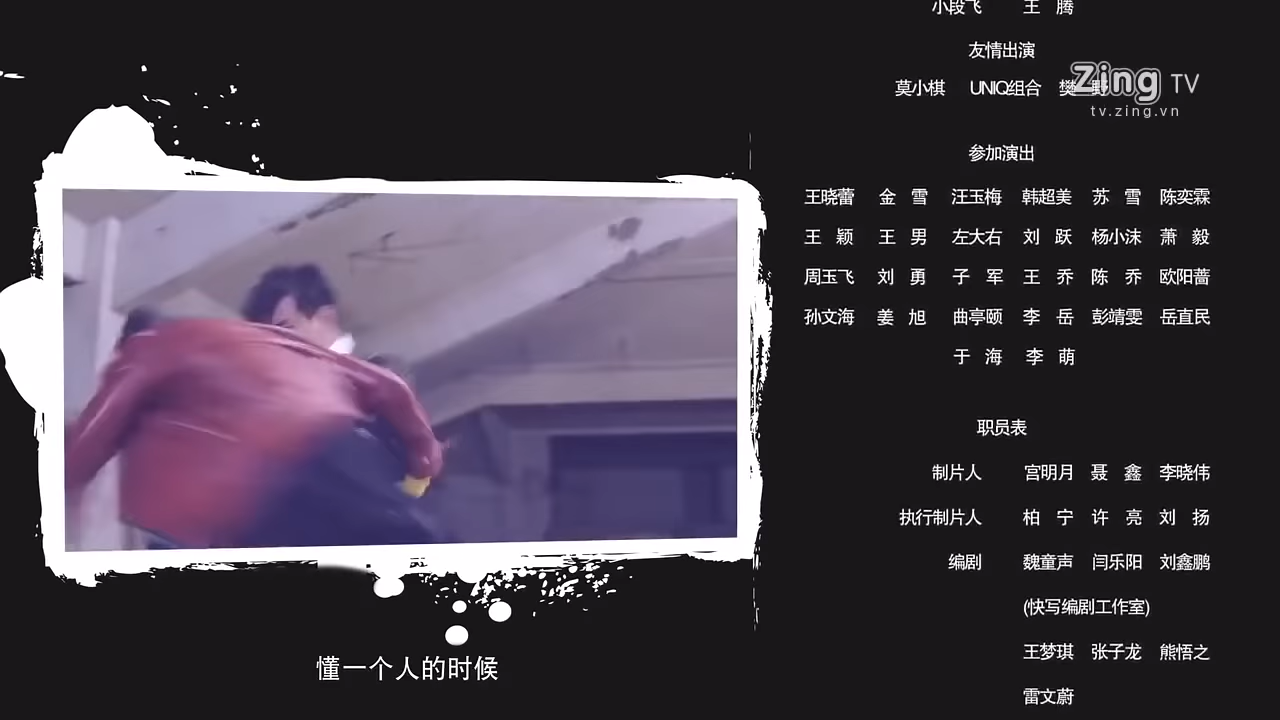 小段飞 王 腾
友情出演
莫小棋 UNIQ组合 樊 野
Zing TV
tv.zing.vn
参加演出
王晓蕾 金 雪 汪玉梅 韩超美 苏 雪 陈奕霖
王 颖 王 男 左大右 刘 跃 杨小沫 萧 毅
周玉飞 刘 勇 子 军 王 乔 陈 乔 欧阳蔷
孙文海 姜 旭 曲亭颐 李 岳 彭靖雯 岳直民
于 海 李 萌
职员表
制片人 宫明月 聂 鑫 李晓伟
执行制片人 柏 宁 许 亮 刘 扬
编剧 魏童声 闫乐阳 刘鑫鹏
(快写编剧工作室)
王梦琪 张子龙 熊悟之
雷文蔚
懂一个人的时候